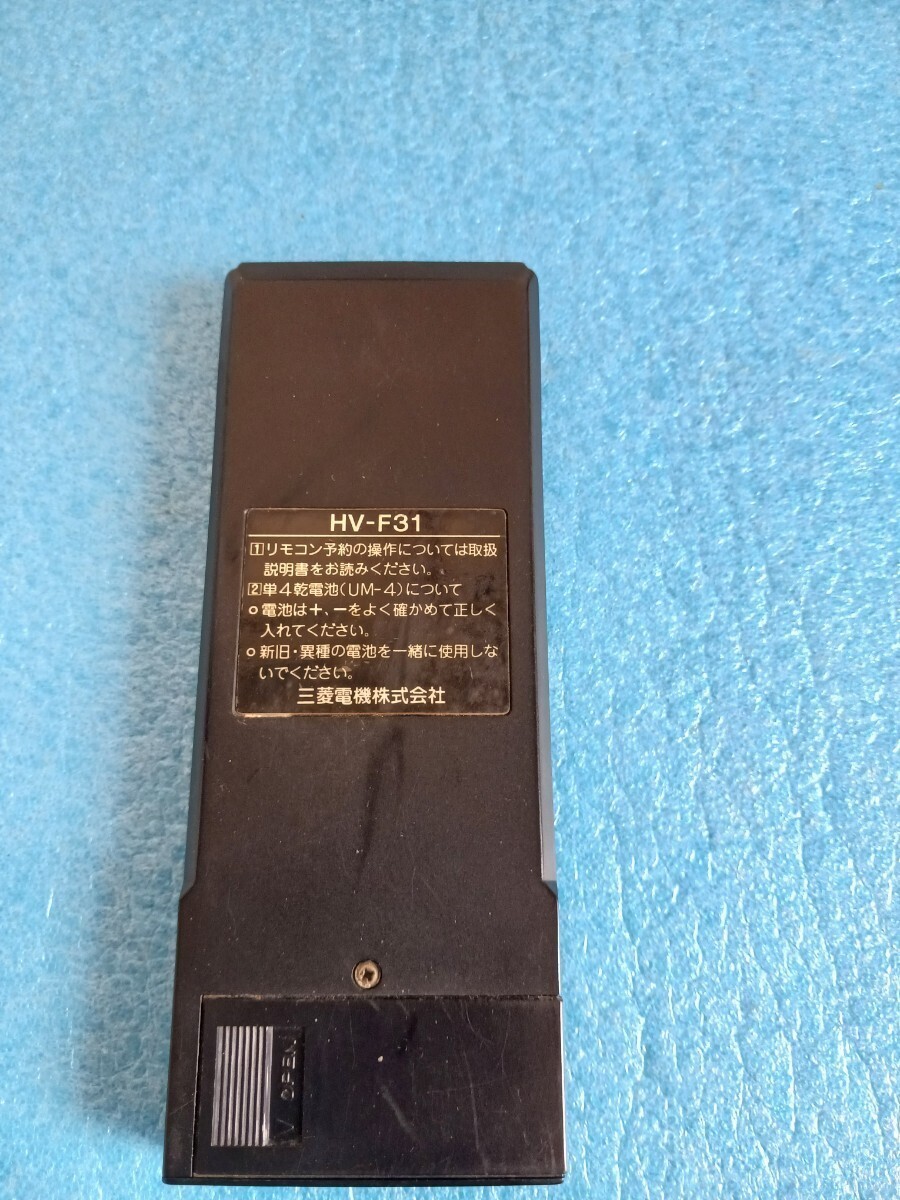 HV-F31
1リモコン予約の操作については取扱
説明書をお読みください。
2単4乾電池(UM-4)について
○電池は+、-をよく確かめて正しく
入れてください。
○新旧・異種の電池を一緒に使用しな
いでください。
三菱電機株式会社
OPEN